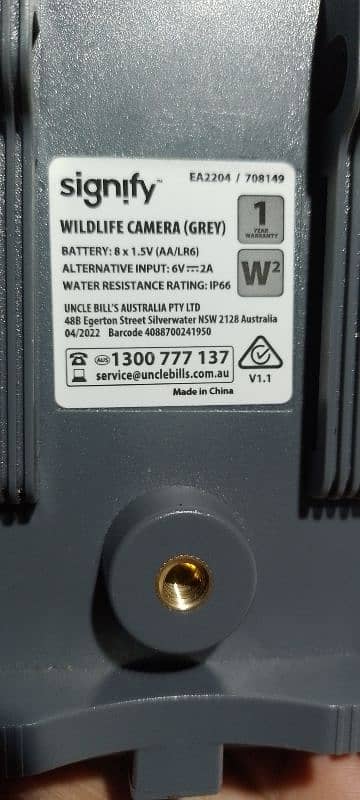 EA2204 / 708149
signify™
WILDLIFE CAMERA (GREY)
1
YEAR
WARRANTY
BATTERY: 8 x 1.5V (AA/LR6)
ALTERNATIVE INPUT: 6V⎓2A
WATER RESISTANCE RATING: IP66
W²
UNCLE BILL'S AUSTRALIA PTY LTD
48B Egerton Street Silverwater NSW 2128 Australia
04/2022 Barcode 4088700241950
AUS 1300 777 137
service@unclebills.com.au
V1.1
Made in China